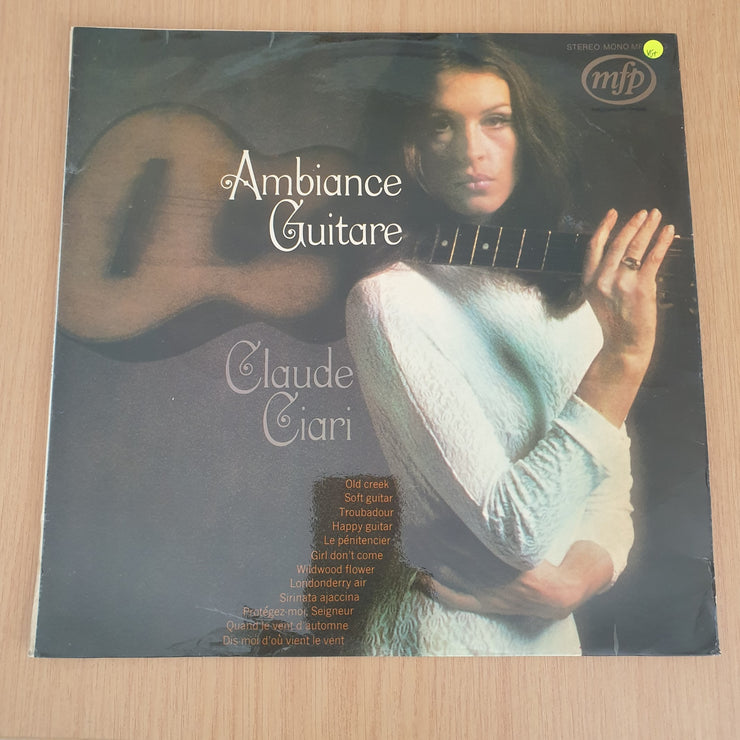 STEREO MONO
mfp
Ambiance
Guitare
Claude
Ciari
Old creek
Soft guitar
Troubadour
Happy guitar
Le pénitencier
Girl don't come
Wildwood flower
Londonderry air
Sirinata ajaccina
Protégez-moi, Seigneur
Quand le vent d'automne
Dis-moi d'où vient le vent